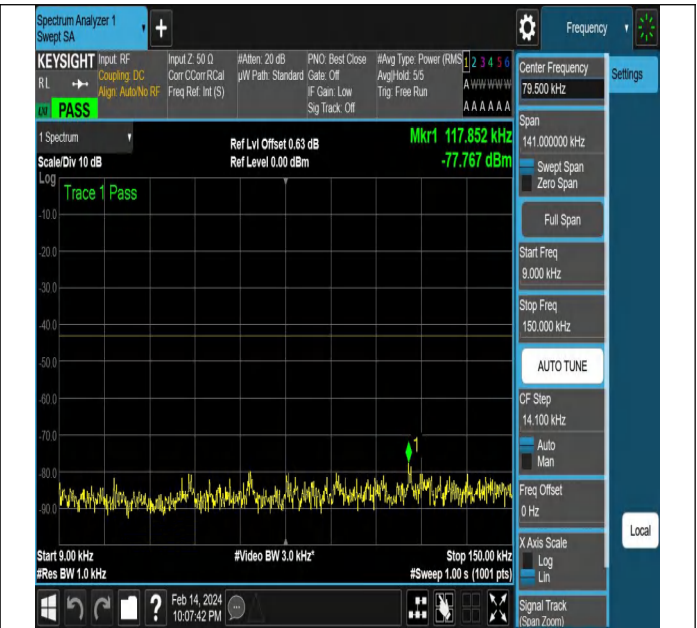 Spectrum Analyzer 1
Swept SA
+
Frequency
KEYSIGHT
Input: RF
Input Z: 50 Ω
#Atten: 20 dB
PNO: Best Close
#Avg Type: Power (RMS)
1 2 3 4 5 6
RL
Coupling: DC
Corr CCorr RCal
µW Path: Standard
Gate: Off
Avg|Hold: 5/5
A W W W W W
Align: Auto/No RF
Freq Ref: Int (S)
IF Gain: Low
Trig: Free Run
PASS
Sig Track: Off
A A A A A A
1 Spectrum
Ref Lvl Offset 0.63 dB
Mkr1 117.852 kHz
Scale/Div 10 dB
Ref Level 0.00 dBm
-77.767 dBm
Log
Trace 1 Pass
-10.0
-20.0
-30.0
-40.0
-50.0
-60.0
-70.0
-80.0
-90.0
1
Start 9.00 kHz
#Video BW 3.0 kHz*
Stop 150.00 kHz
#Res BW 1.0 kHz
#Sweep 1.00 s (1001 pts)
?
Feb 14, 2024
10:07:42 PM
Center Frequency
79.500 kHz
Settings
Span
141.000000 kHz
Swept Span
Zero Span
Full Span
Start Freq
9.000 kHz
Stop Freq
150.000 kHz
AUTO TUNE
CF Step
14.100 kHz
Auto
Man
Freq Offset
0 Hz
Local
X Axis Scale
Log
Lin
Signal Track
(Span Zoom)